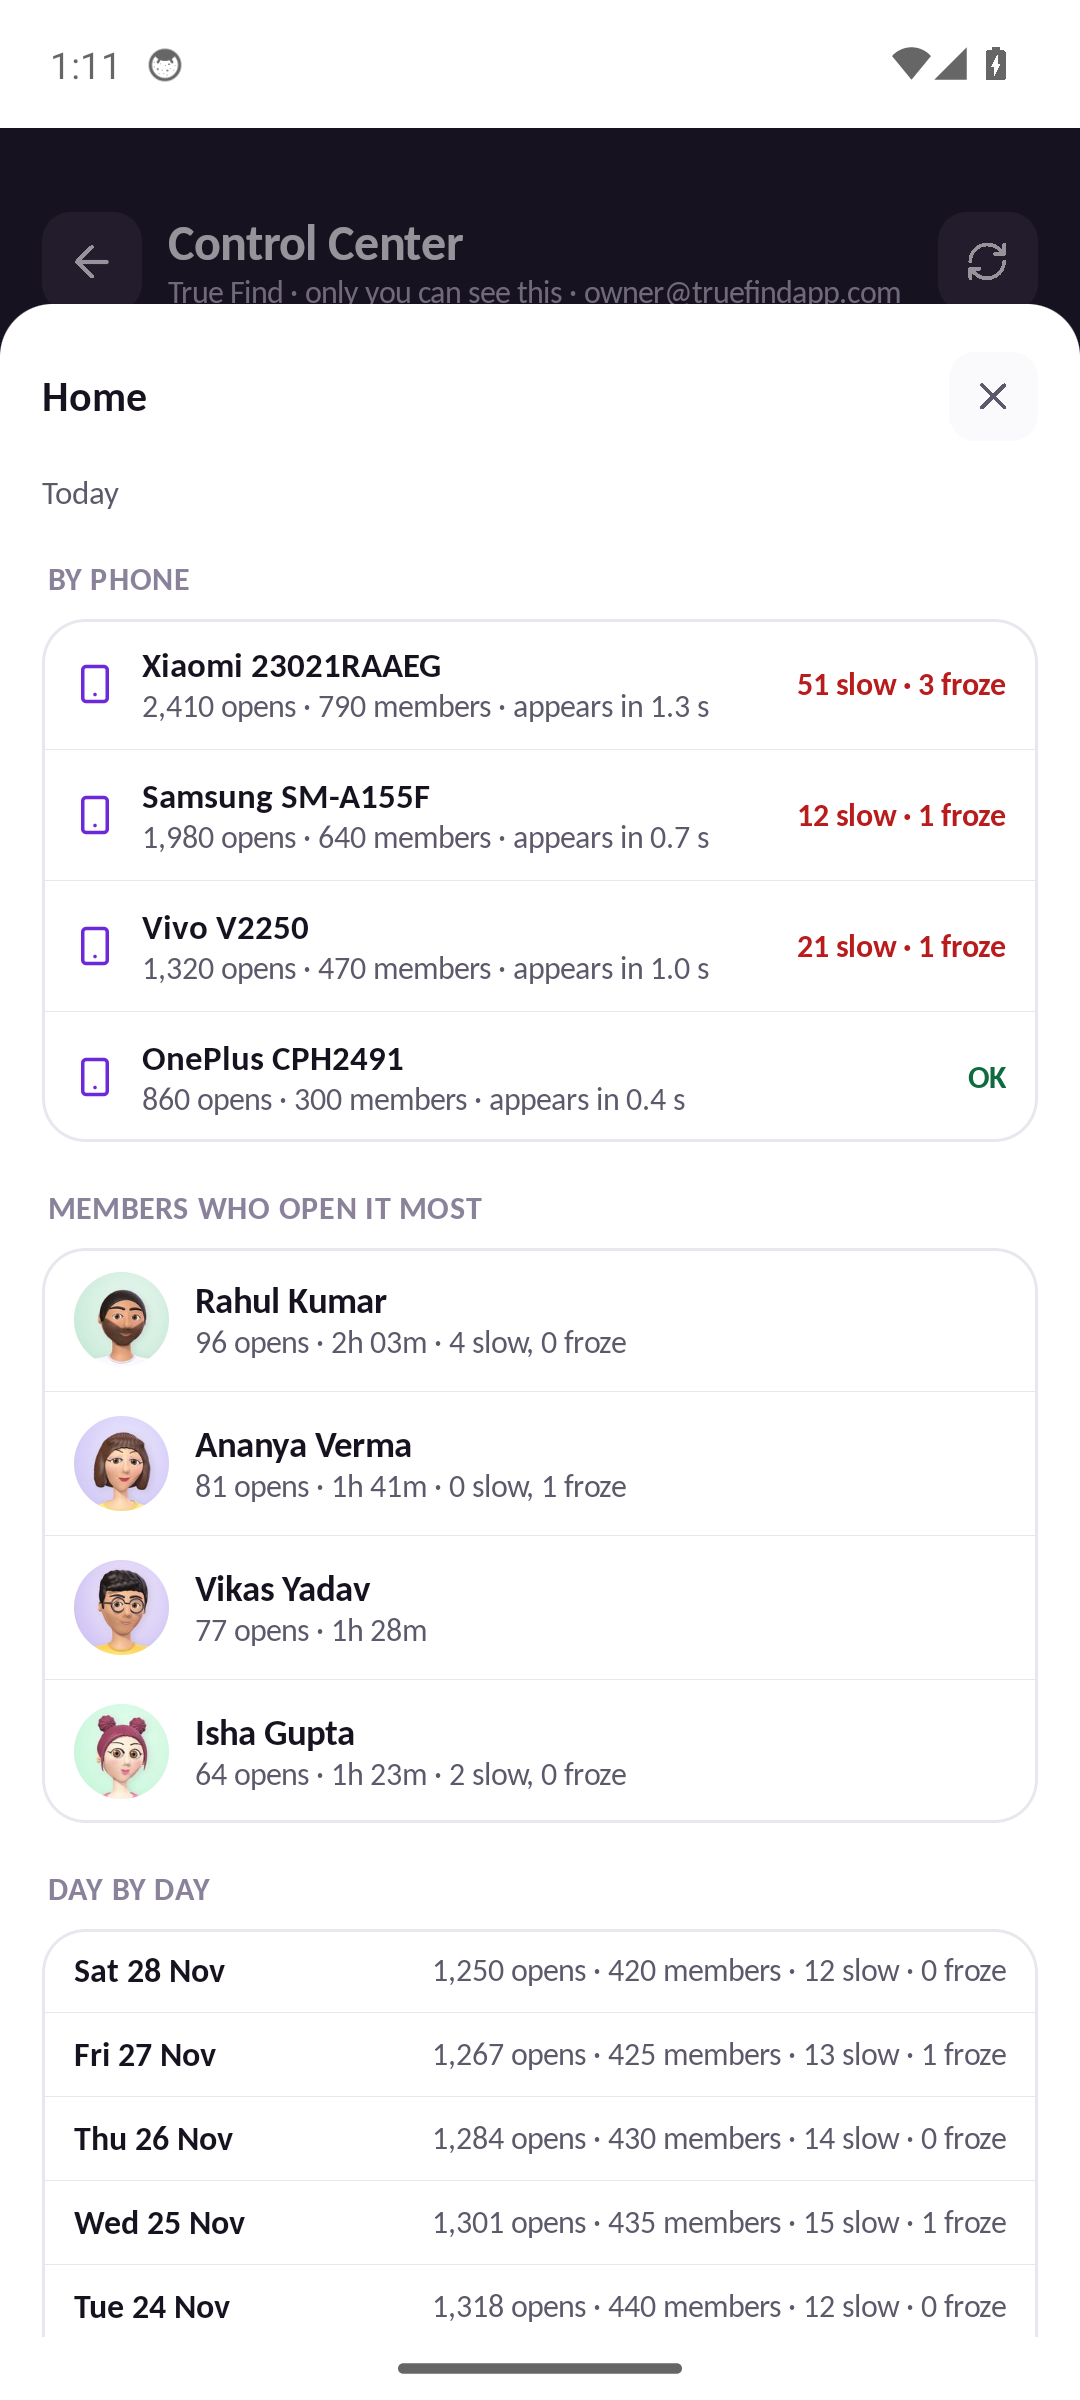 1:11
Control Center
True Find · only you can see this · owner@truefindapp.com
Home
Today
BY PHONE
Xiaomi 23021RAAEG
2,410 opens · 790 members · appears in 1.3 s
51 slow · 3 froze
Samsung SM-A155F
1,980 opens · 640 members · appears in 0.7 s
12 slow · 1 froze
Vivo V2250
1,320 opens · 470 members · appears in 1.0 s
21 slow · 1 froze
OnePlus CPH2491
860 opens · 300 members · appears in 0.4 s
OK
MEMBERS WHO OPEN IT MOST
Rahul Kumar
96 opens · 2h 03m · 4 slow, 0 froze
Ananya Verma
81 opens · 1h 41m · 0 slow, 1 froze
Vikas Yadav
77 opens · 1h 28m
Isha Gupta
64 opens · 1h 23m · 2 slow, 0 froze
DAY BY DAY
Sat 28 Nov 1,250 opens · 420 members · 12 slow · 0 froze
Fri 27 Nov 1,267 opens · 425 members · 13 slow · 1 froze
Thu 26 Nov 1,284 opens · 430 members · 14 slow · 0 froze
Wed 25 Nov 1,301 opens · 435 members · 15 slow · 1 froze
Tue 24 Nov 1,318 opens · 440 members · 12 slow · 0 froze